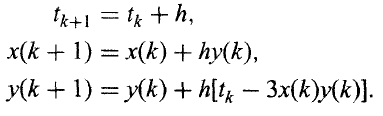 t_{k+1} = t_k + h,
x(k + 1) = x(k) + hy(k),
y(k + 1) = y(k) + h[t_k − 3x(k)y(k)].